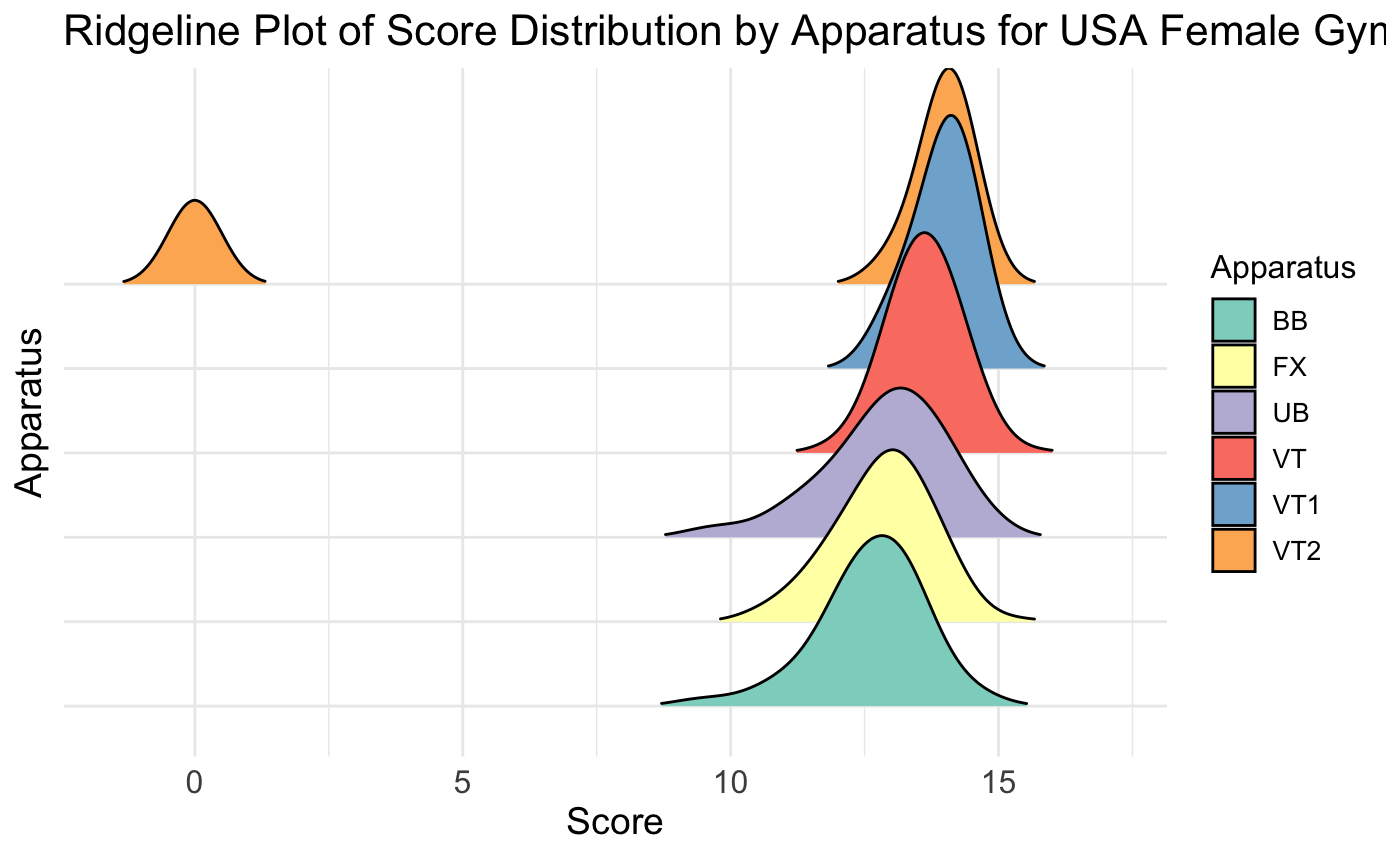 Ridgeline Plot of Score Distribution by Apparatus for USA Female Gyn
Apparatus
0 5 10 15
Score
Apparatus
BB
FX
UB
VT
VT1
VT2